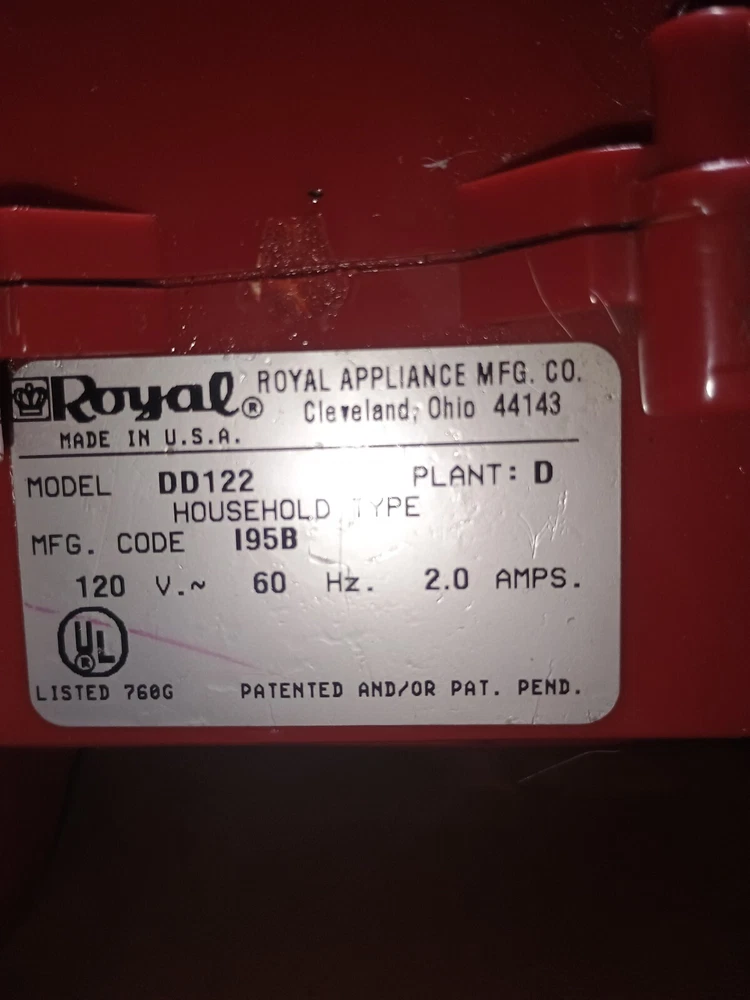 Royal® ROYAL APPLIANCE MFG. CO.
Cleveland, Ohio 44143
MADE IN U.S.A.
MODEL DD122 PLANT: D
HOUSEHOLD TYPE
MFG. CODE I95B
120 V.~ 60 Hz. 2.0 AMPS.
UL®
LISTED 760G PATENTED AND/OR PAT. PEND.